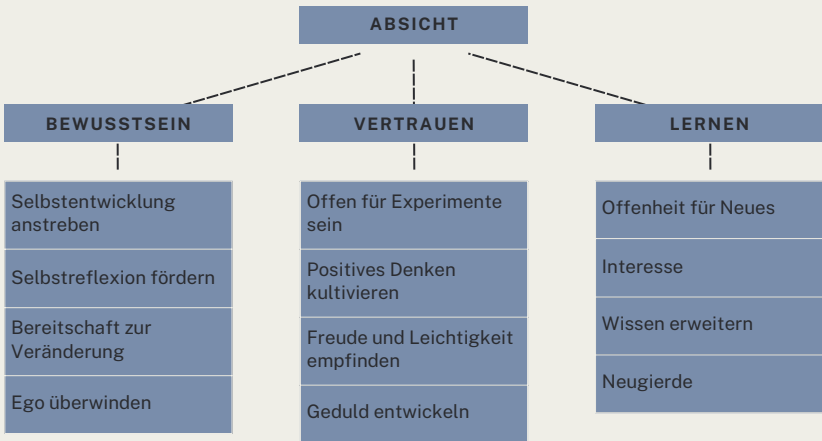 ABSICHT
BEWUSSTSEIN
VERTRAUEN
LERNEN
Selbstentwicklung
anstreben
Selbstreflexion fördern
Bereitschaft zur
Veränderung
Ego überwinden
Offen für Experimente
sein
Positives Denken
kultivieren
Freude und Leichtigkeit
empfinden
Geduld entwickeln
Offenheit für Neues
Interesse
Wissen erweitern
Neugierde